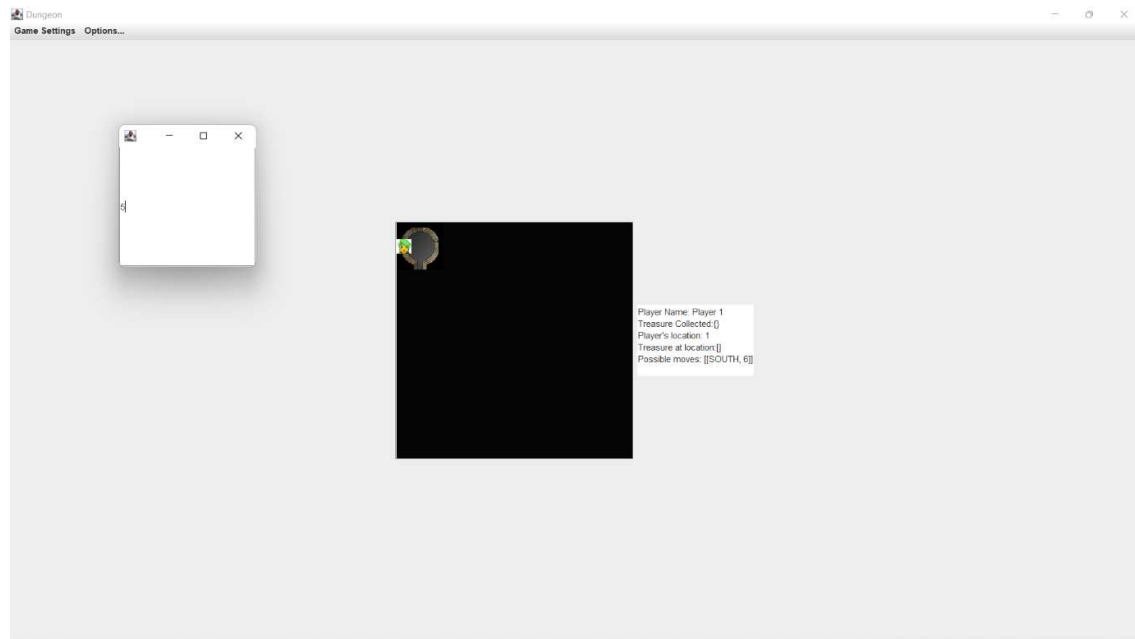 Dungeon
Game Settings Options...
5
Player Name: Player 1
Treasure Collected:{}
Player's location: 1
Treasure at location:[]
Possible moves: [[SOUTH, 6]]